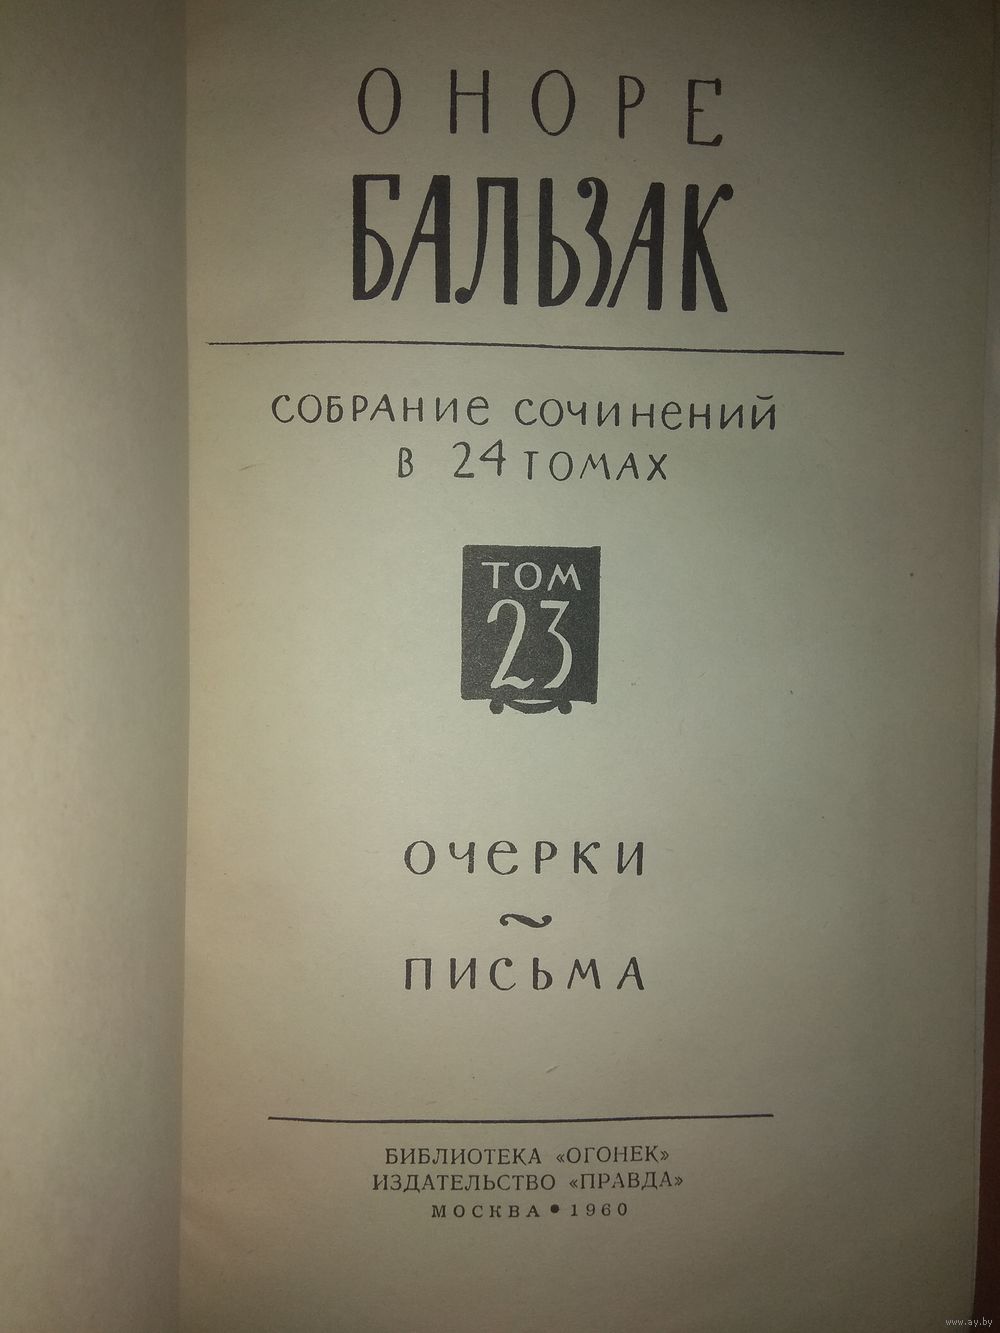 ОНОРЕ
БАЛЬЗАК
СОБРАНИЕ СОЧИНЕНИЙ
В 24 ТОМАХ
ТОМ
23
ОЧЕРКИ
~
ПИСЬМА
БИБЛИОТЕКА «ОГОНЕК»
ИЗДАТЕЛЬСТВО «ПРАВДА»
МОСКВА • 1960
www.ay.by